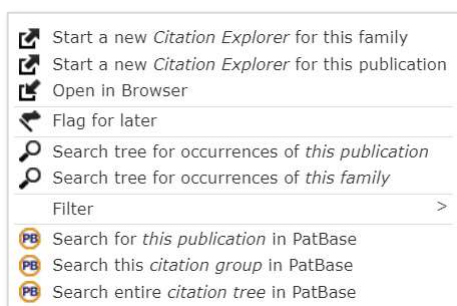 Start a new Citation Explorer for this family
Start a new Citation Explorer for this publication
Open in Browser
Flag for later
Search tree for occurrences of this publication
Search tree for occurrences of this family
Filter >
PB Search for this publication in PatBase
PB Search this citation group in PatBase
PB Search entire citation tree in PatBase